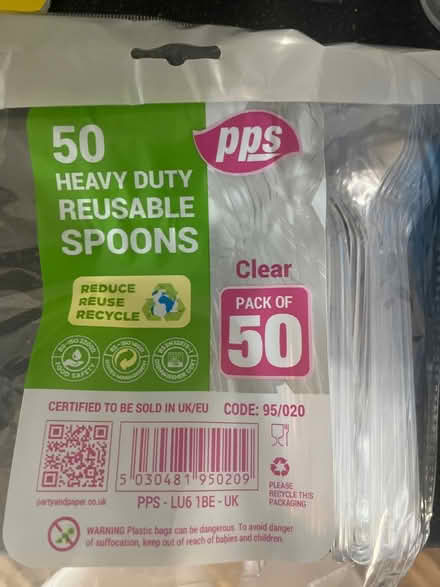 50
HEAVY DUTY
REUSABLE
SPOONS
pps
Clear
PACK OF
50
REDUCE
REUSE
RECYCLE
CERTIFIED TO BE SOLD IN UK/EU CODE: 95/020
5 030481 950209
PLEASE
RECYCLE THIS
PACKAGING
partyandpaper.co.uk
PPS - LU6 1BE - UK
WARNING Plastic bags can be dangerous. To avoid danger
of suffocation, keep out of reach of babies and children.